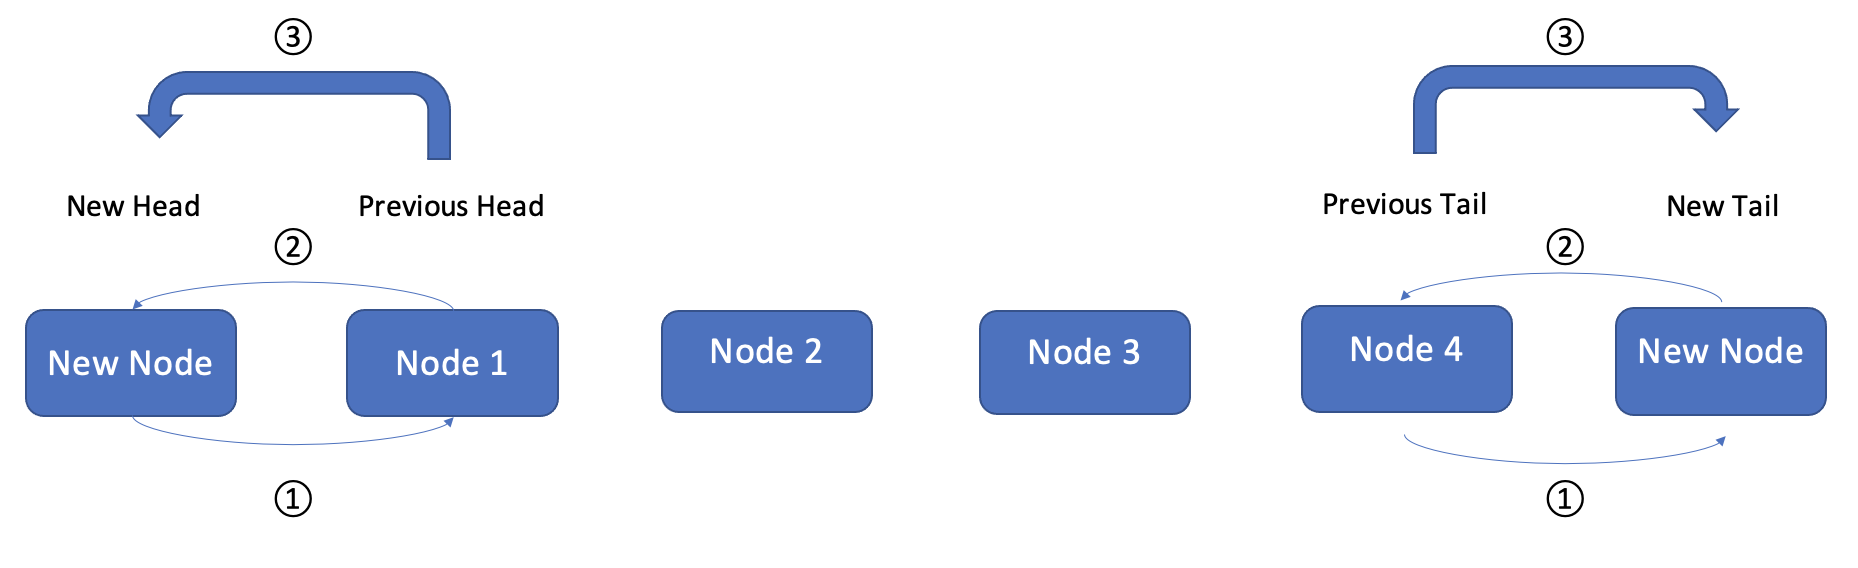 ③
③
New Head
Previous Head
Previous Tail
New Tail
②
②
New Node
Node 1
Node 2
Node 3
Node 4
New Node
①
①